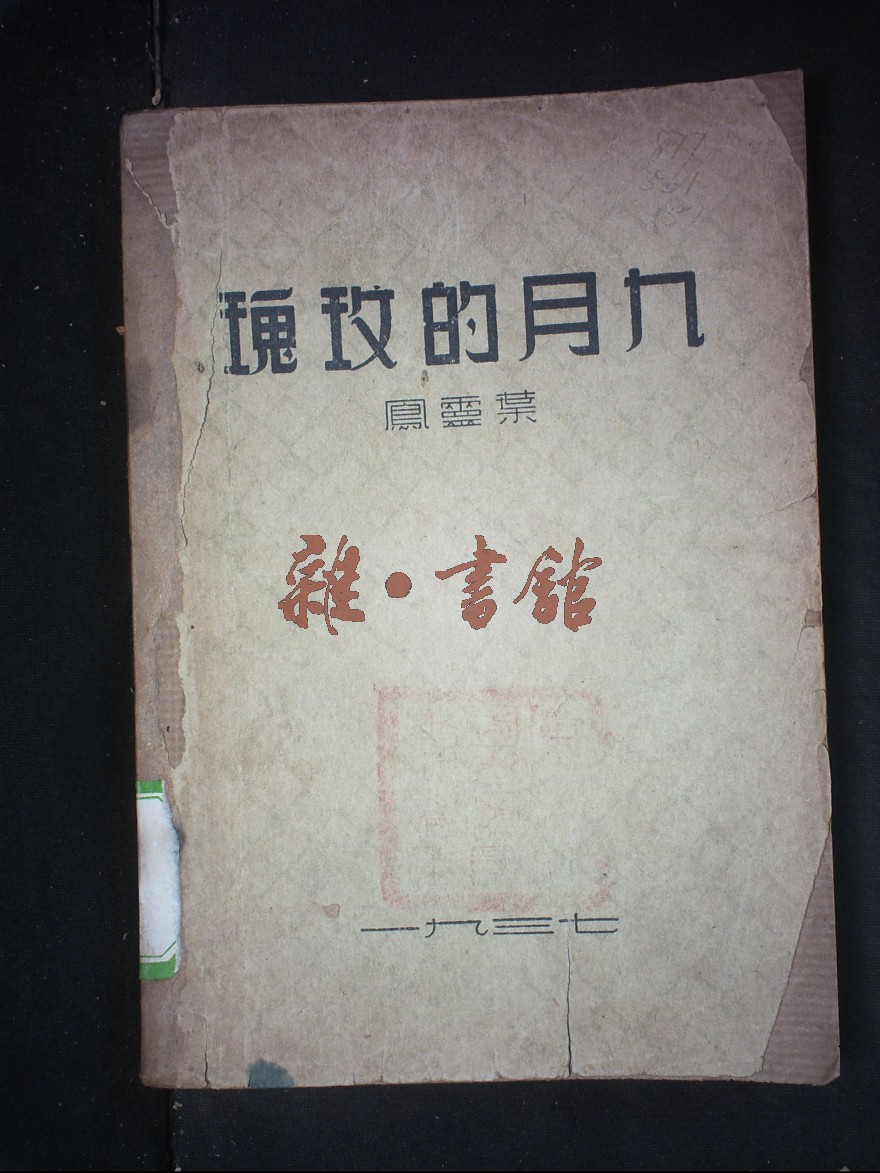 九月的玫瑰
葉靈鳳
雜·書館
一九三七